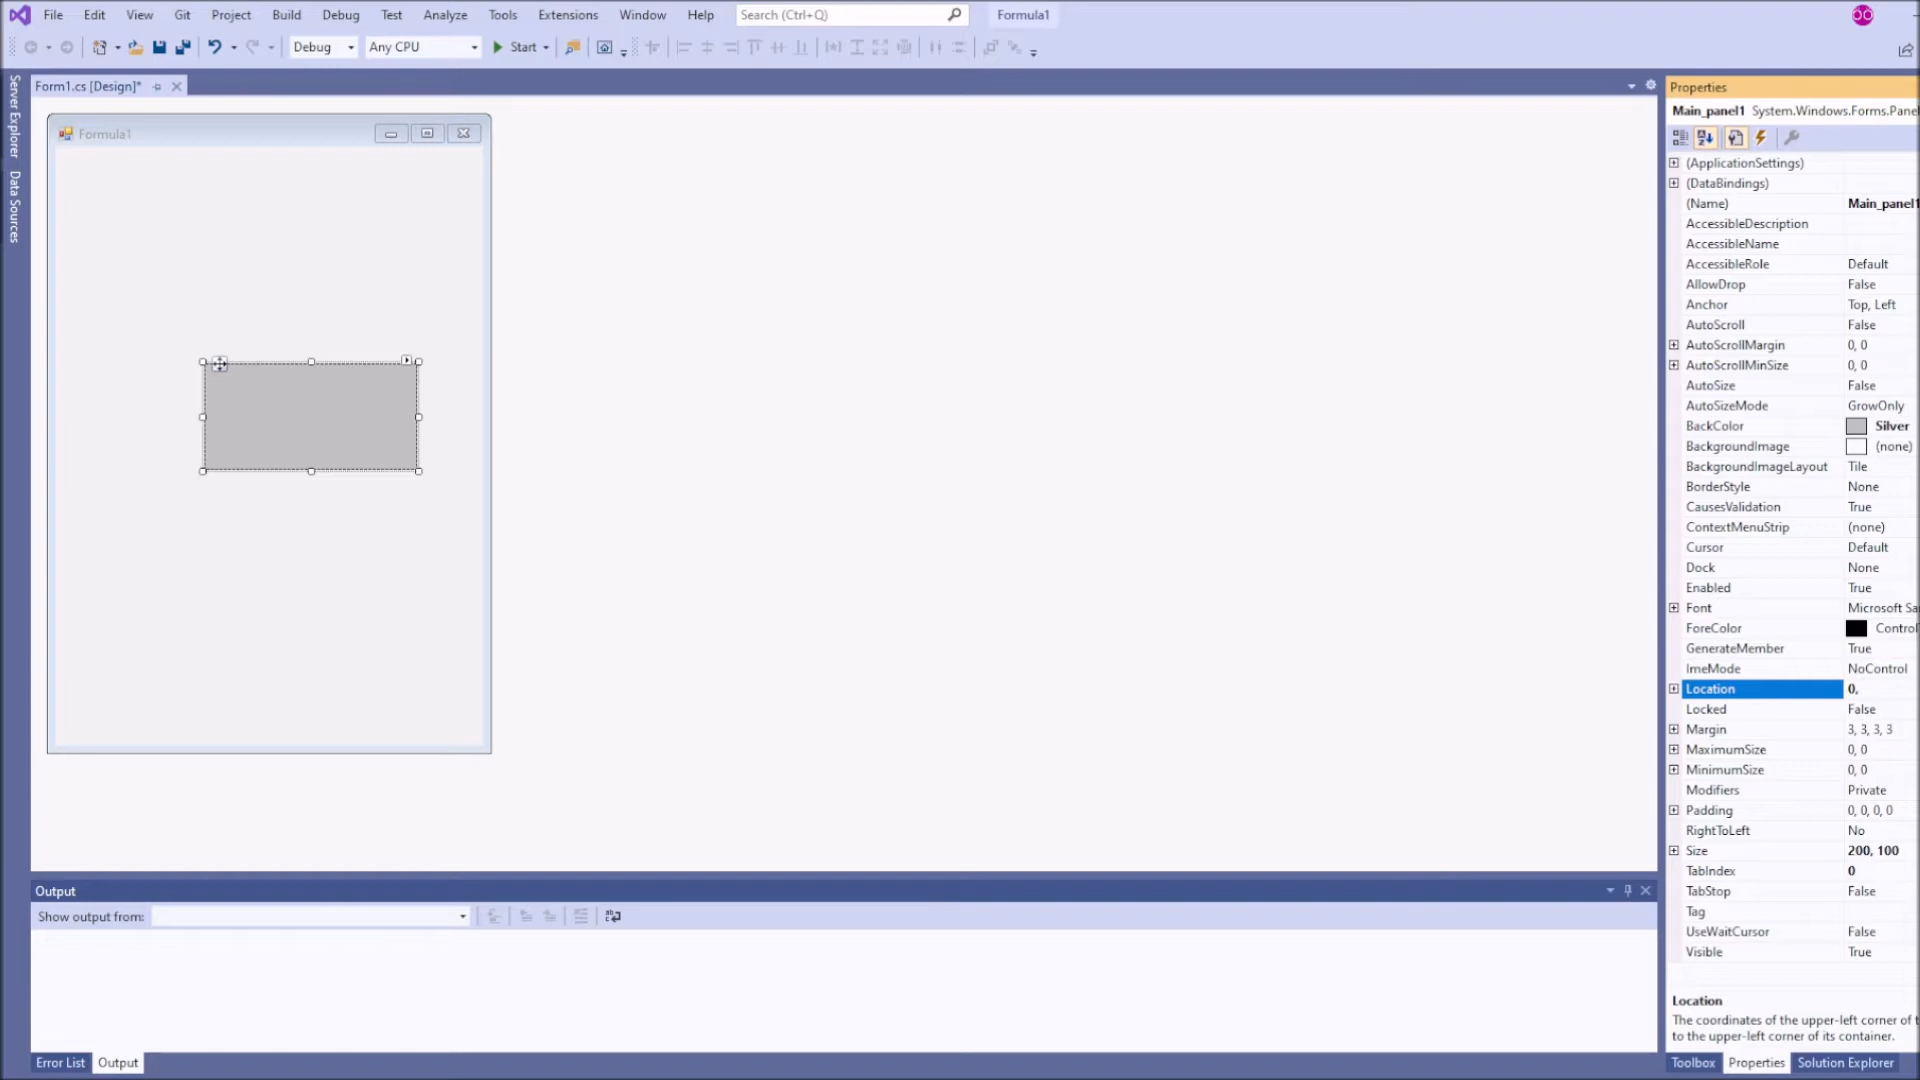 File Edit View Git Project Build Debug Test Analyze Tools Extensions Window Help Search (Ctrl+Q) Formula1
Debug Any CPU Start
Server Explorer
Data Sources
Form1.cs [Design]*
Formula1
Properties
Main_panel1 System.Windows.Forms.Panel
(ApplicationSettings)
(DataBindings)
(Name) Main_panel1
AccessibleDescription
AccessibleName
AccessibleRole Default
AllowDrop False
Anchor Top, Left
AutoScroll False
AutoScrollMargin 0, 0
AutoScrollMinSize 0, 0
AutoSize False
AutoSizeMode GrowOnly
BackColor Silver
BackgroundImage (none)
BackgroundImageLayout Tile
BorderStyle None
CausesValidation True
ContextMenuStrip (none)
Cursor Default
Dock None
Enabled True
Font Microsoft Sa
ForeColor Control
GenerateMember True
ImeMode NoControl
Location 0,
Locked False
Margin 3, 3, 3, 3
MaximumSize 0, 0
MinimumSize 0, 0
Modifiers Private
Padding 0, 0, 0, 0
RightToLeft No
Size 200, 100
TabIndex 0
TabStop False
Tag
UseWaitCursor False
Visible True
Location
The coordinates of the upper-left corner of t
to the upper-left corner of its container.
Output
Show output from:
Error List Output
Toolbox Properties Solution Explorer